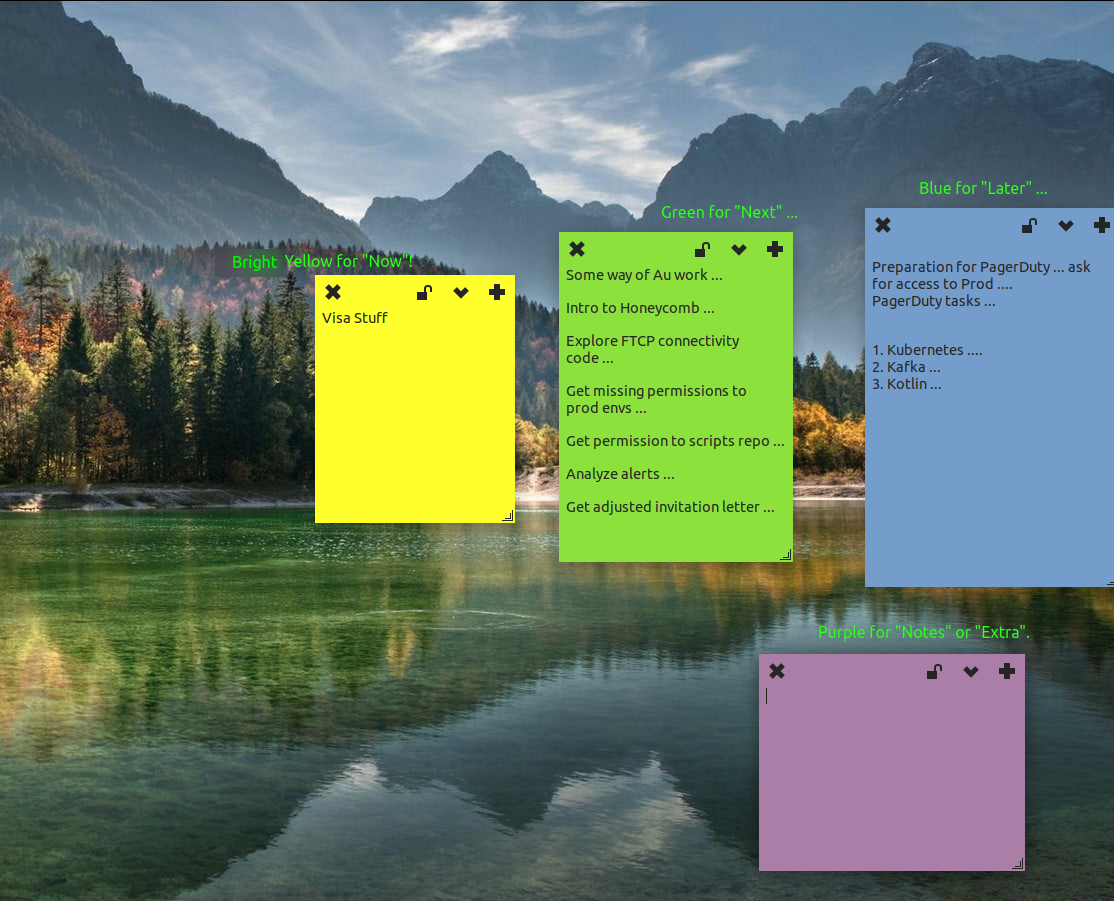 Bright Yellow for "Now"!
Visa Stuff
Green for "Next" ...
Some way of Au work ...
Intro to Honeycomb ...
Explore FTCP connectivity
code ...
Get missing permissions to
prod envs ...
Get permission to scripts repo ...
Analyze alerts ...
Get adjusted invitation letter ...
Blue for "Later" ...
Preparation for PagerDuty ... ask
for access to Prod ....
PagerDuty tasks ...
1. Kubernetes ....
2. Kafka ...
3. Kotlin ...
Purple for "Notes" or "Extra".